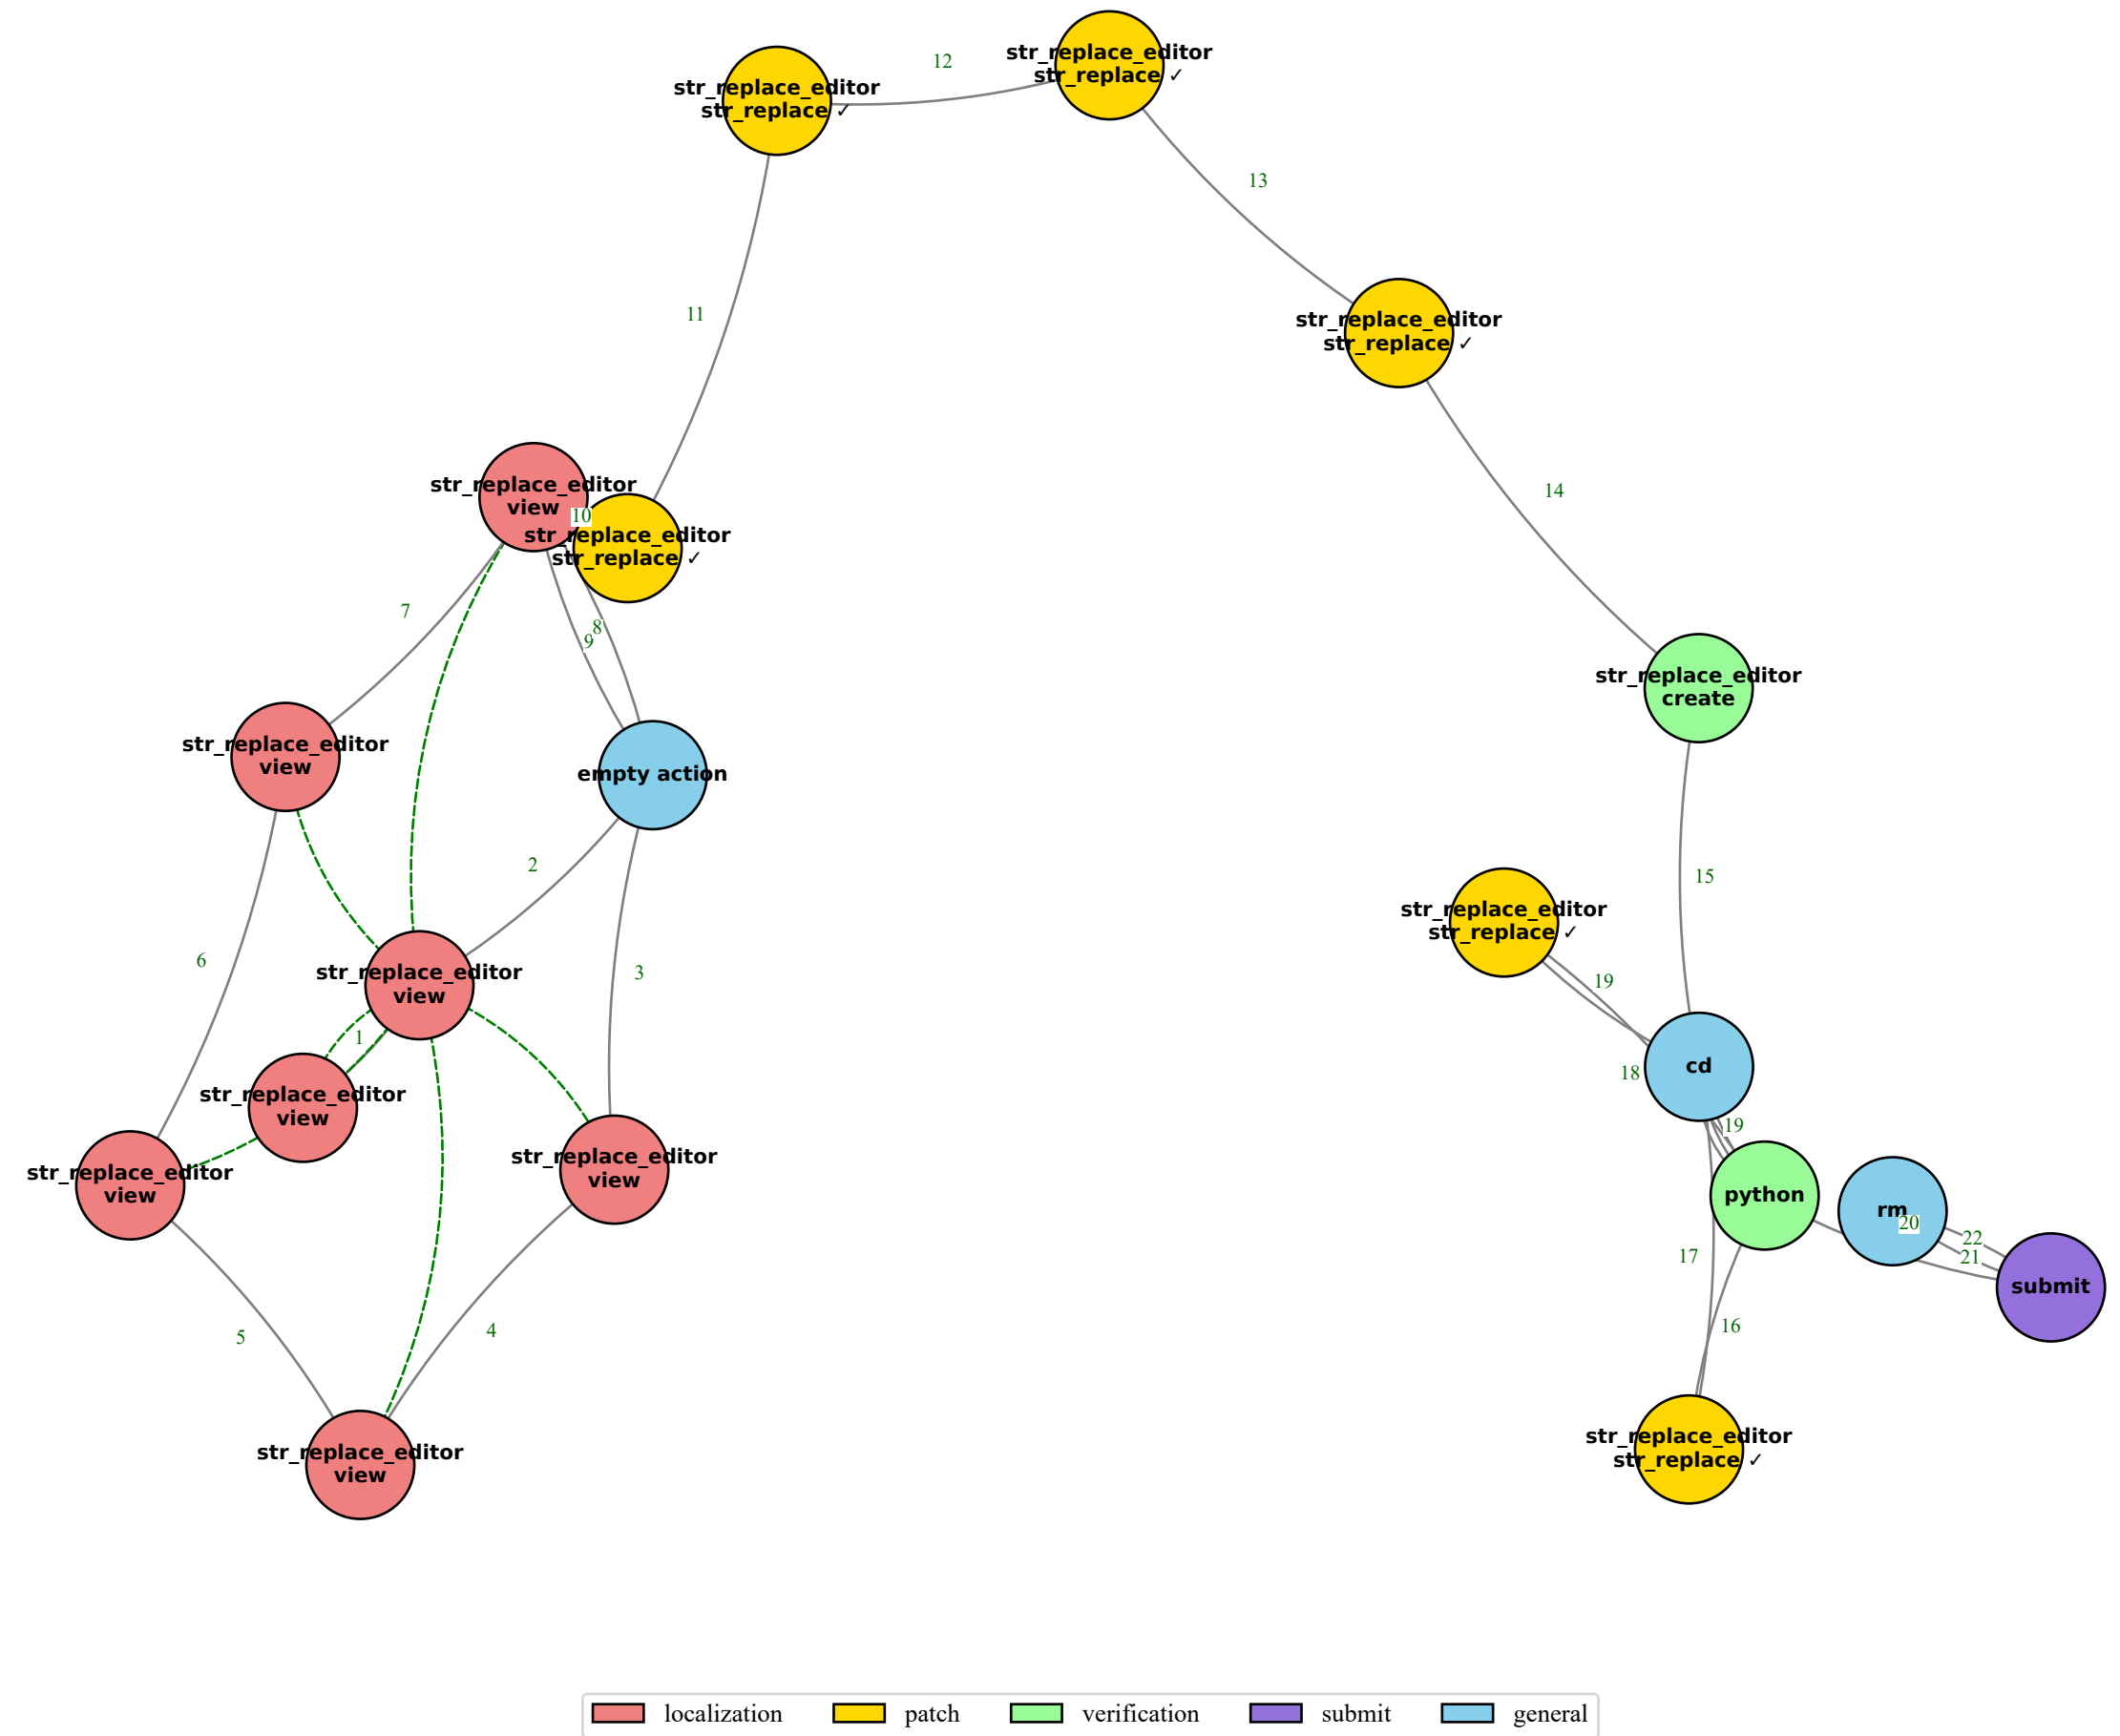 12
str_replace_editor
str_replace ✓
str_replace_editor
str_replace ✓
13
11
str_replace_editor
str_replace ✓
14
str_replace_editor
view
10
str_replace_editor
str_replace ✓
7
8
9
str_replace_editor
create
str_replace_editor
view
empty action
2
15
str_replace_editor
str_replace ✓
6
3
str_replace_editor
view
19
1
18
cd
str_replace_editor
view
19
str_replace_editor
view
str_replace_editor
view
python
rm
20
22
21
submit
17
5
4
16
str_replace_editor
view
str_replace_editor
str_replace ✓
localization
patch
verification
submit
general